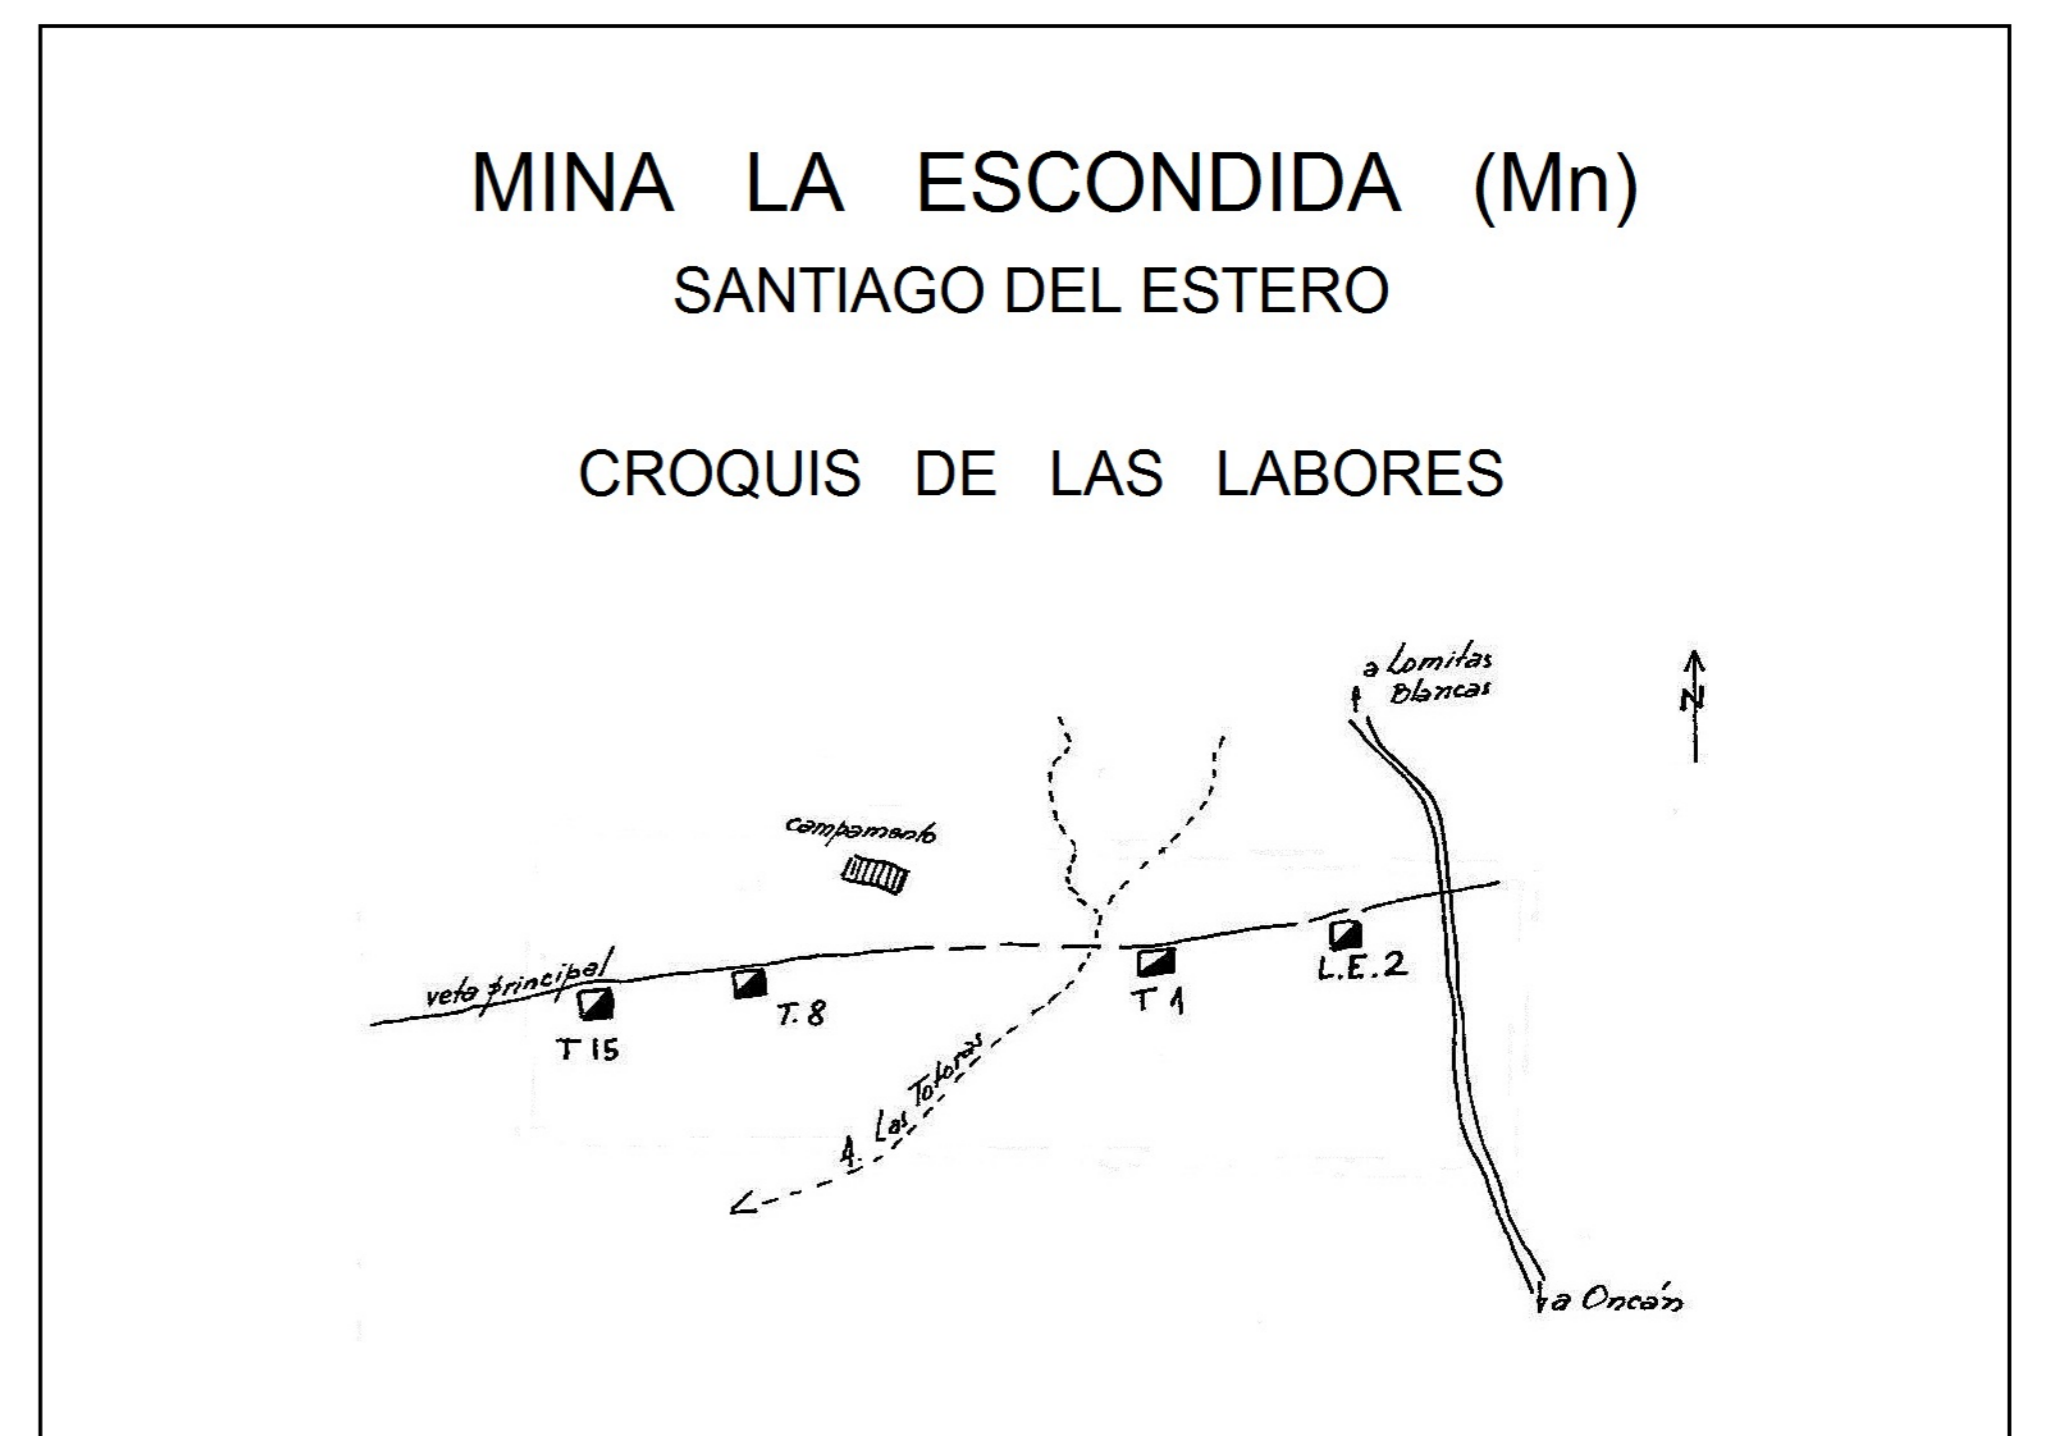 MINA LA ESCONDIDA (Mn)
SANTIAGO DEL ESTERO
CROQUIS DE LAS LABORES
a Lomitas
Blancas
N
campamento
veta principal
T 15
T. 8
T 1
L.E.2
A. Las Totoras
a Oncán